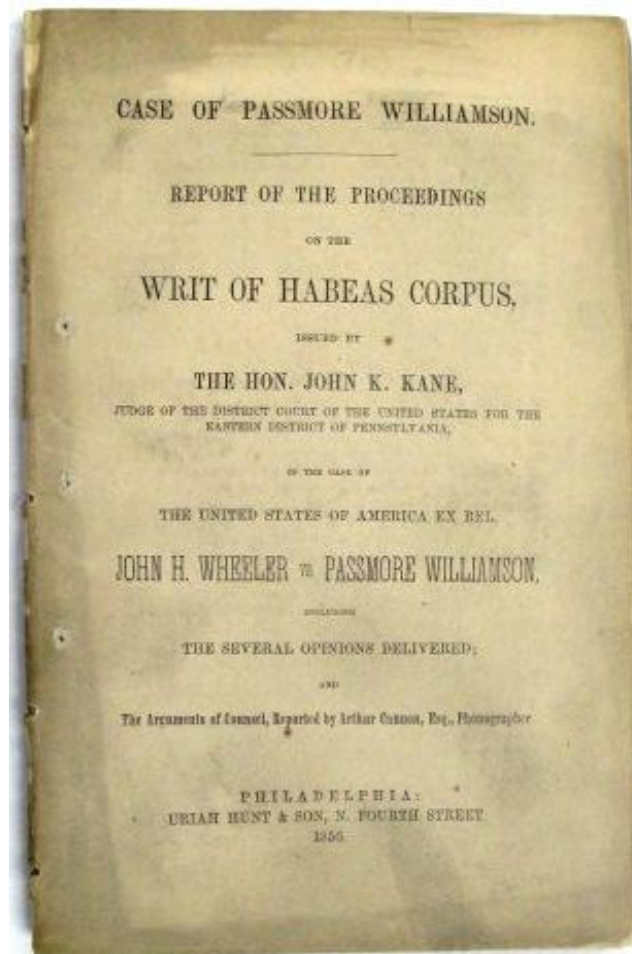 CASE OF PASSMORE WILLIAMSON.
REPORT OF THE PROCEEDINGS
ON THE
WRIT OF HABEAS CORPUS,
ISSUED BY
THE HON. JOHN K. KANE,
JUDGE OF THE DISTRICT COURT OF THE UNITED STATES FOR THE
EASTERN DISTRICT OF PENNSYLVANIA,
IN THE CASE OF
THE UNITED STATES OF AMERICA EX REL.
JOHN H. WHEELER VS. PASSMORE WILLIAMSON,
INCLUDING
THE SEVERAL OPINIONS DELIVERED;
AND
The Arguments of Counsel, Reported by Arthur Cannon, Esq., Phonographer
PHILADELPHIA:
URIAH HUNT & SON, N. FOURTH STREET
1856